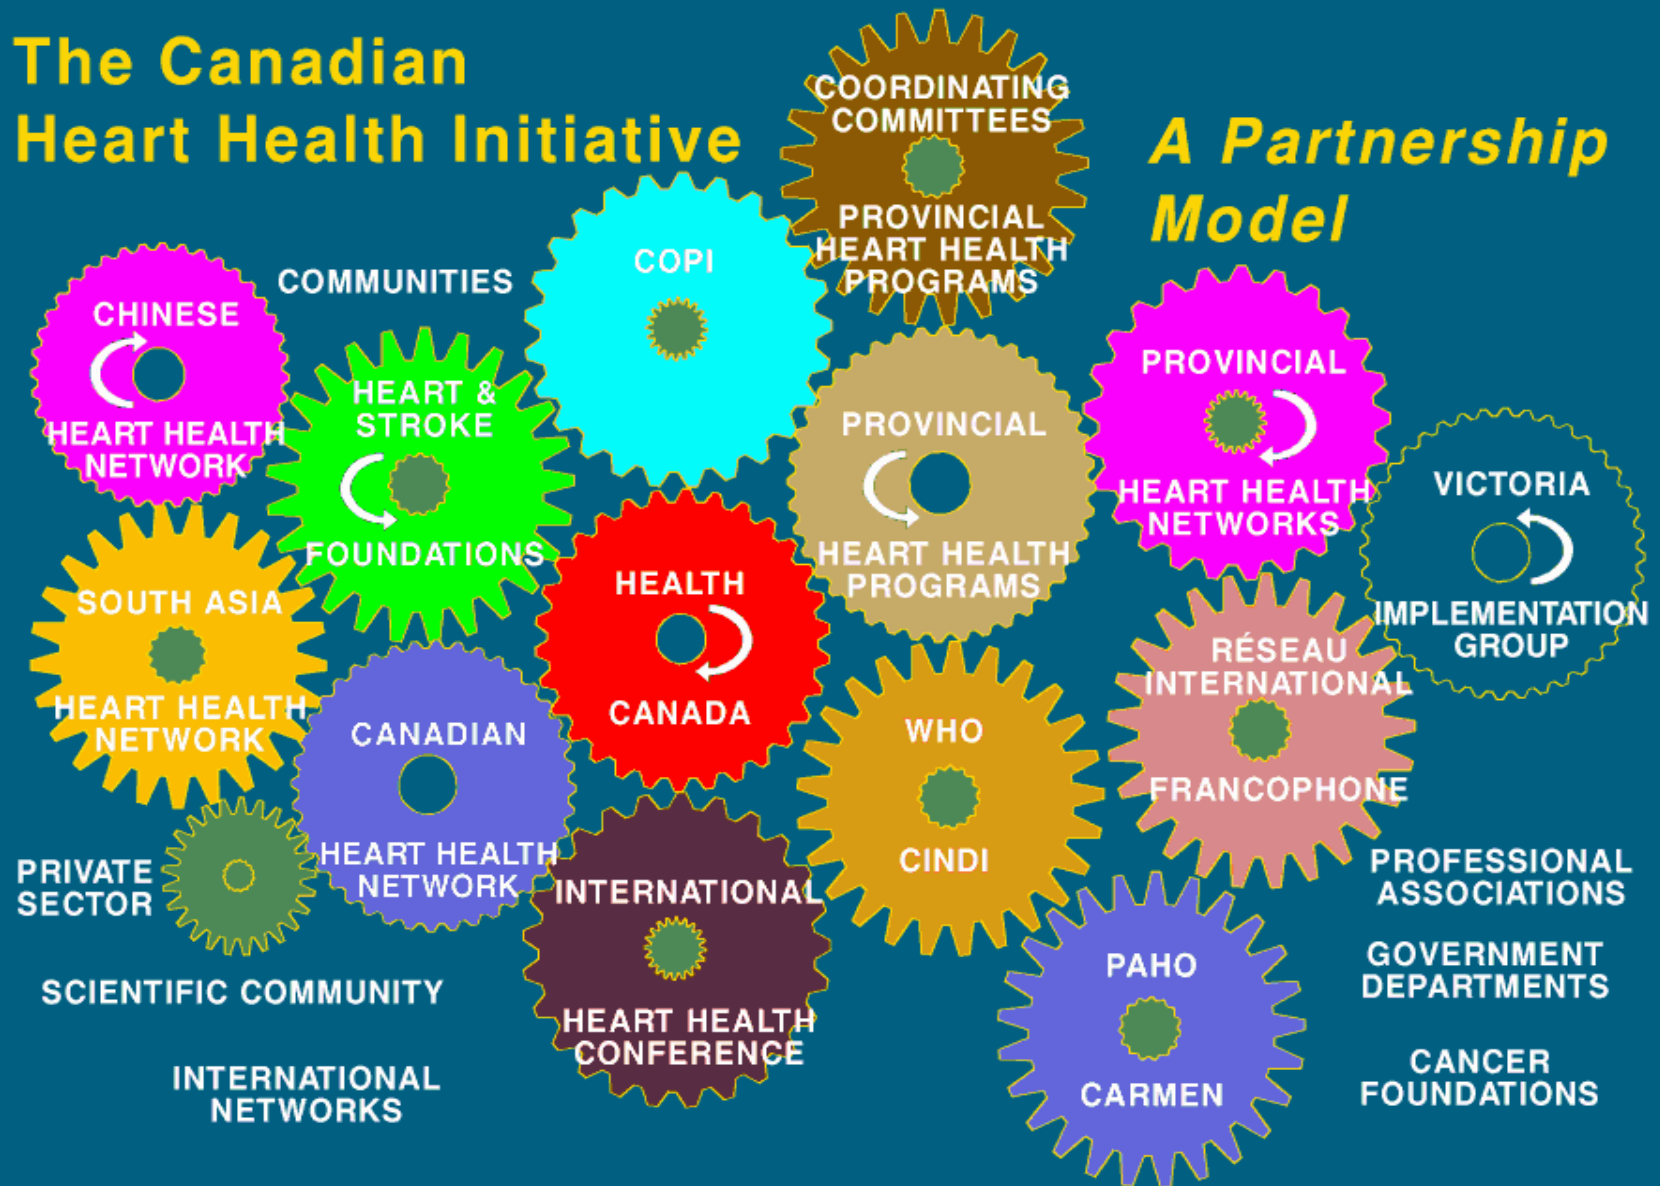 The Canadian
Heart Health Initiative
A Partnership
Model
COORDINATING
COMMITTEES
PROVINCIAL
HEART HEALTH
PROGRAMS
COPI
COMMUNITIES
CHINESE
HEART HEALTH
NETWORK
HEART &
STROKE
FOUNDATIONS
PROVINCIAL
HEART HEALTH
PROGRAMS
PROVINCIAL
HEART HEALTH
NETWORKS
VICTORIA
IMPLEMENTATION
GROUP
SOUTH ASIA
HEART HEALTH
NETWORK
HEALTH
CANADA
CANADIAN
HEART HEALTH
NETWORK
WHO
CINDI
RÉSEAU
INTERNATIONAL
FRANCOPHONE
PRIVATE
SECTOR
INTERNATIONAL
HEART HEALTH
CONFERENCE
PAHO
CARMEN
PROFESSIONAL
ASSOCIATIONS
GOVERNMENT
DEPARTMENTS
CANCER
FOUNDATIONS
SCIENTIFIC COMMUNITY
INTERNATIONAL
NETWORKS